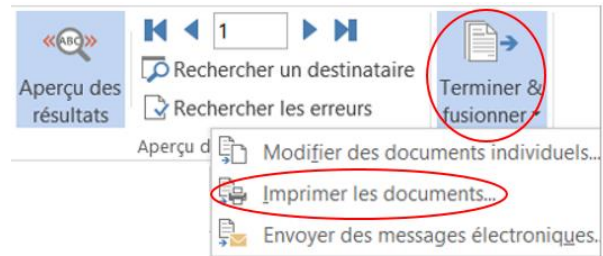 «ABC»
1
Aperçu des
résultats
Rechercher un destinataire
Rechercher les erreurs
Terminer &
fusionner
Aperçu d
Modifier des documents individuels...
Imprimer les documents...
Envoyer des messages électroniques.